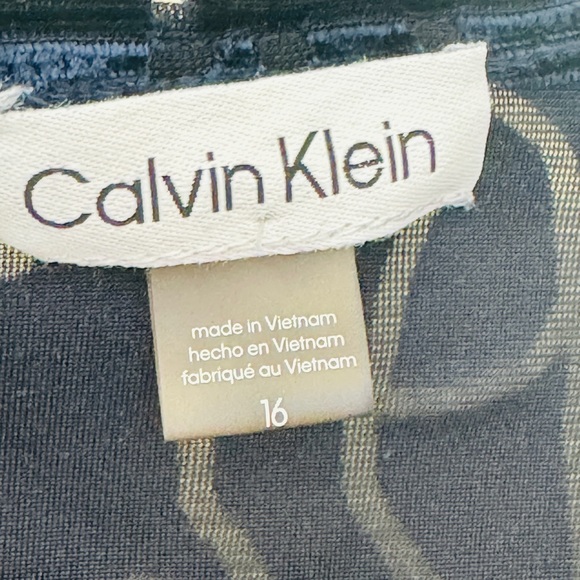 Calvin Klein
made in Vietnam
hecho en Vietnam
fabriqué au Vietnam
16